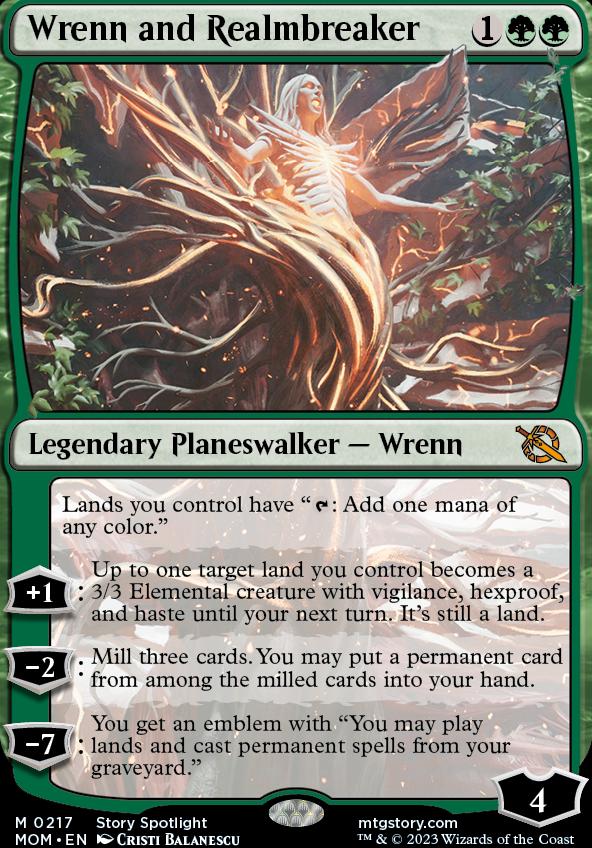 Wrenn and Realmbreaker 1
Legendary Planeswalker — Wrenn
Lands you control have “ : Add one mana of
any color.”
+1 : Up to one target land you control becomes a
3/3 Elemental creature with vigilance, hexproof,
and haste until your next turn. It’s still a land.
−2 : Mill three cards. You may put a permanent card
from among the milled cards into your hand.
−7 : You get an emblem with “You may play
lands and cast permanent spells from your
graveyard.”
4
M 0217 Story Spotlight mtgstory.com
MOM • EN Cristi Balanescu ™ & © 2023 Wizards of the Coast